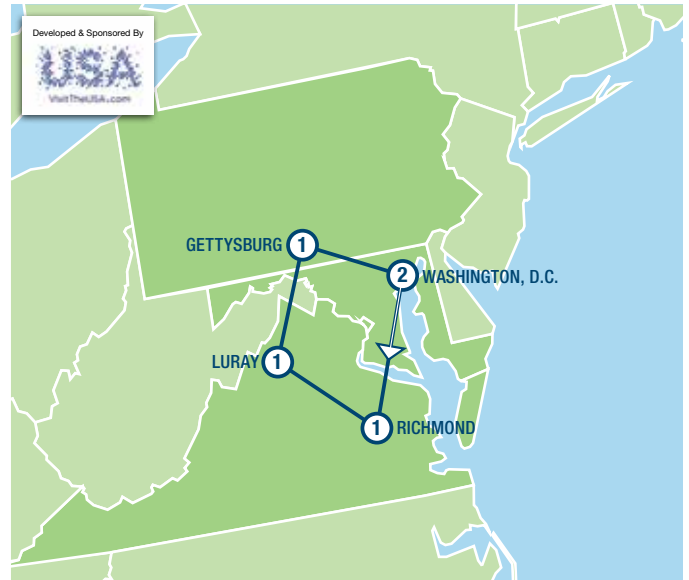 Developed & Sponsored By
USA
VisitTheUSA.com
GETTYSBURG 1
2 WASHINGTON, D.C.
LURAY 1
1 RICHMOND